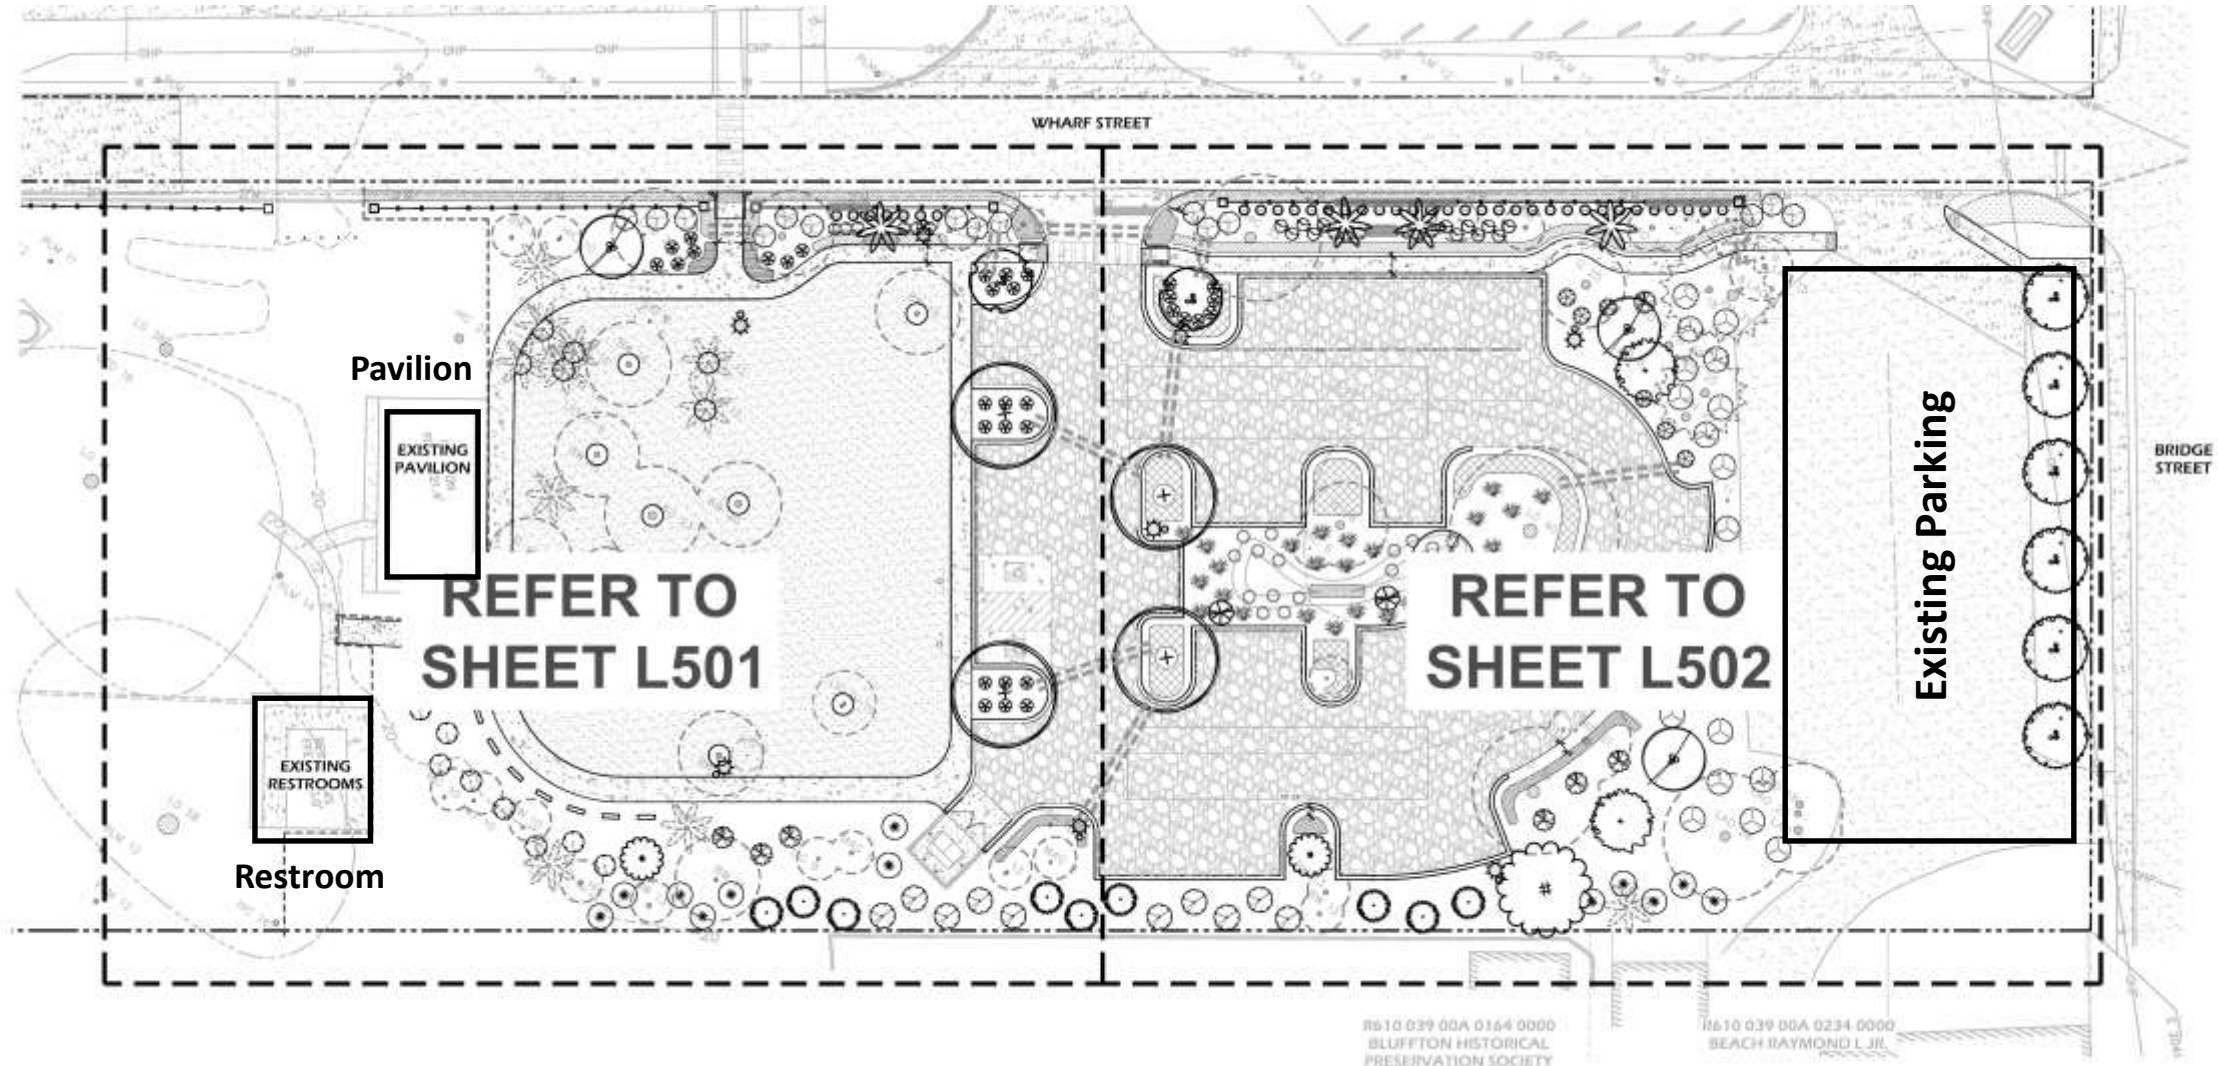 WHARF STREET
Pavilion
EXISTING
PAVILION
BRIDGE
STREET
Existing Parking
REFER TO
SHEET L501
REFER TO
SHEET L502
EXISTING
RESTROOMS
Restroom
R610 039 00A 0164 0000
BLUFFTON HISTORICAL
PRESERVATION SOCIETY
R610 039 00A 0234 0000
BEACH RAYMOND L JR.